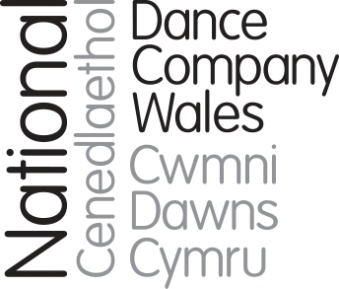 National
Cenedlaethol
Dance
Company
Wales
Cwmni
Dawns
Cymru